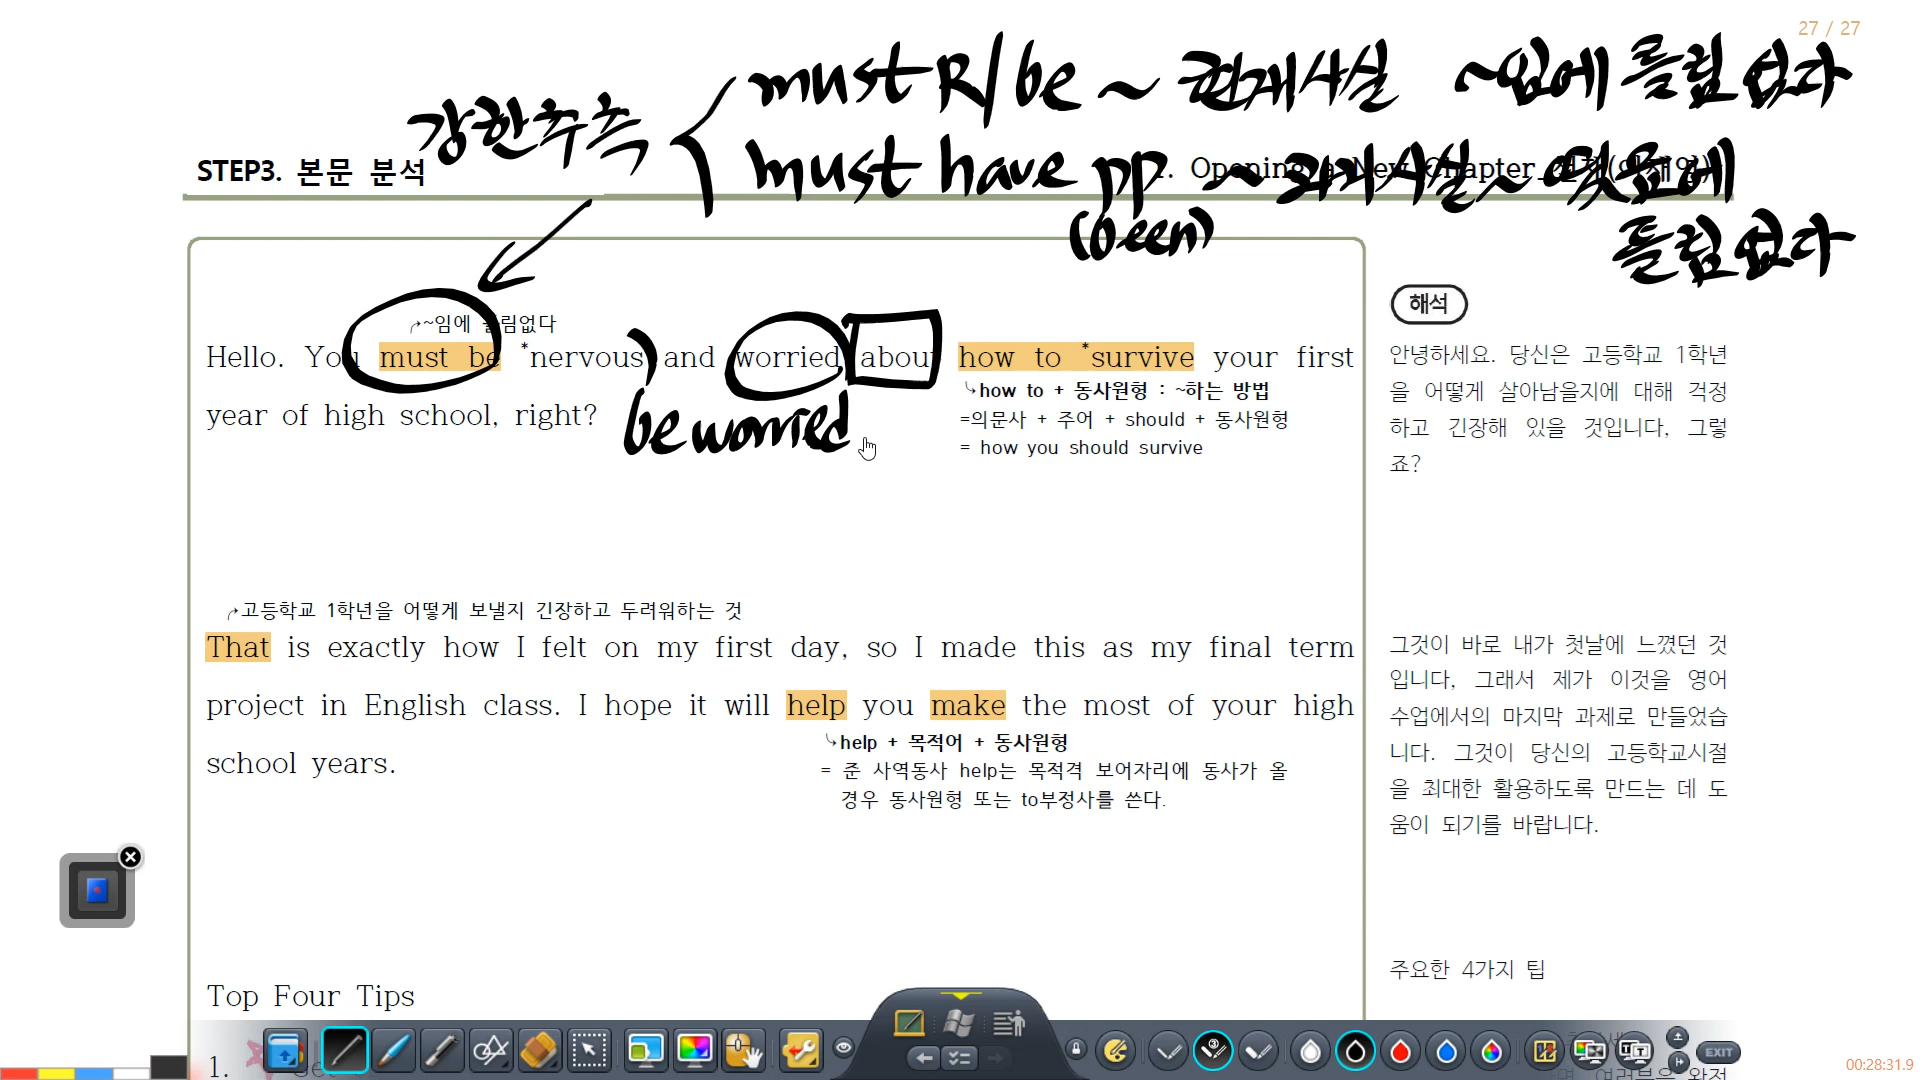 27 / 27
must R/be ~ 현재사실 ~임에 틀림 없다
강한추측
must have pp ~ 과거사실 ~ 였음에
(been)
틀림 없다
STEP3. 본문 분석
1. Opening a New Chapter
해석
↱~임에 틀림없다
Hello. You must be *nervous and worried about how to *survive your first
↳how to + 동사원형 : ~하는 방법
year of high school, right?
=의문사 + 주어 + should + 동사원형
= how you should survive
be worried
안녕하세요. 당신은 고등학교 1학년
을 어떻게 살아남을지에 대해 걱정
하고 긴장해 있을 것입니다, 그렇
죠?
↱고등학교 1학년을 어떻게 보낼지 긴장하고 두려워하는 것
That is exactly how I felt on my first day, so I made this as my final term
project in English class. I hope it will help you make the most of your high
↳help + 목적어 + 동사원형
school years.
= 준 사역동사 help는 목적격 보어자리에 동사가 올
경우 동사원형 또는 to부정사를 쓴다.
그것이 바로 내가 첫날에 느꼈던 것
입니다, 그래서 제가 이것을 영어
수업에서의 마지막 과제로 만들었습
니다. 그것이 당신의 고등학교시절
을 최대한 활용하도록 만드는 데 도
움이 되기를 바랍니다.
Top Four Tips
주요한 4가지 팁
1.
EXIT
00:28:31.9